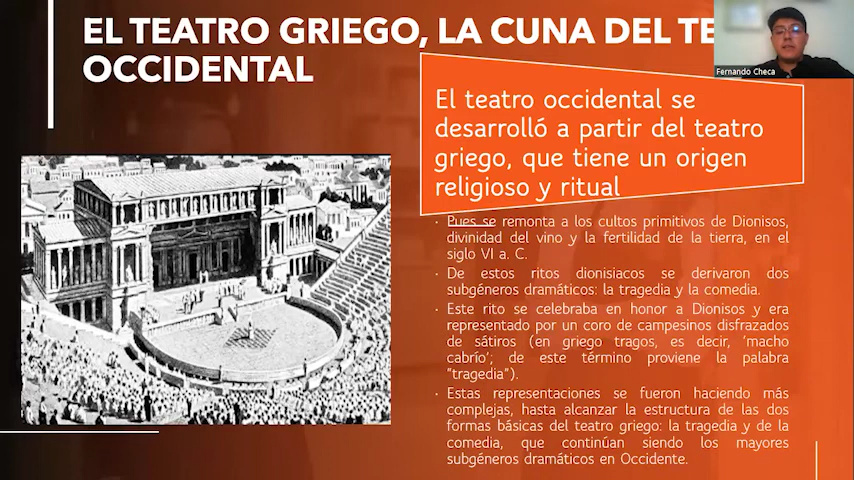 EL TEATRO GRIEGO, LA CUNA DEL TE
OCCIDENTAL
Fernando Checa
El teatro occidental se
desarrolló a partir del teatro
griego, que tiene un origen
religioso y ritual
· Pues se remonta a los cultos primitivos de Dionisos,
divinidad del vino y la fertilidad de la tierra, en el
siglo VI a. C.
· De estos ritos dionisiacos se derivaron dos
subgéneros dramáticos: la tragedia y la comedia.
· Este rito se celebraba en honor a Dionisos y era
representado por un coro de campesinos disfrazados
de sátiros (en griego tragos, es decir, ‘macho
cabrío’; de este término proviene la palabra
“tragedia”).
· Estas representaciones se fueron haciendo más
complejas, hasta alcanzar la estructura de las dos
formas básicas del teatro griego: la tragedia y de la
comedia, que continúan siendo los mayores
subgéneros dramáticos en Occidente.